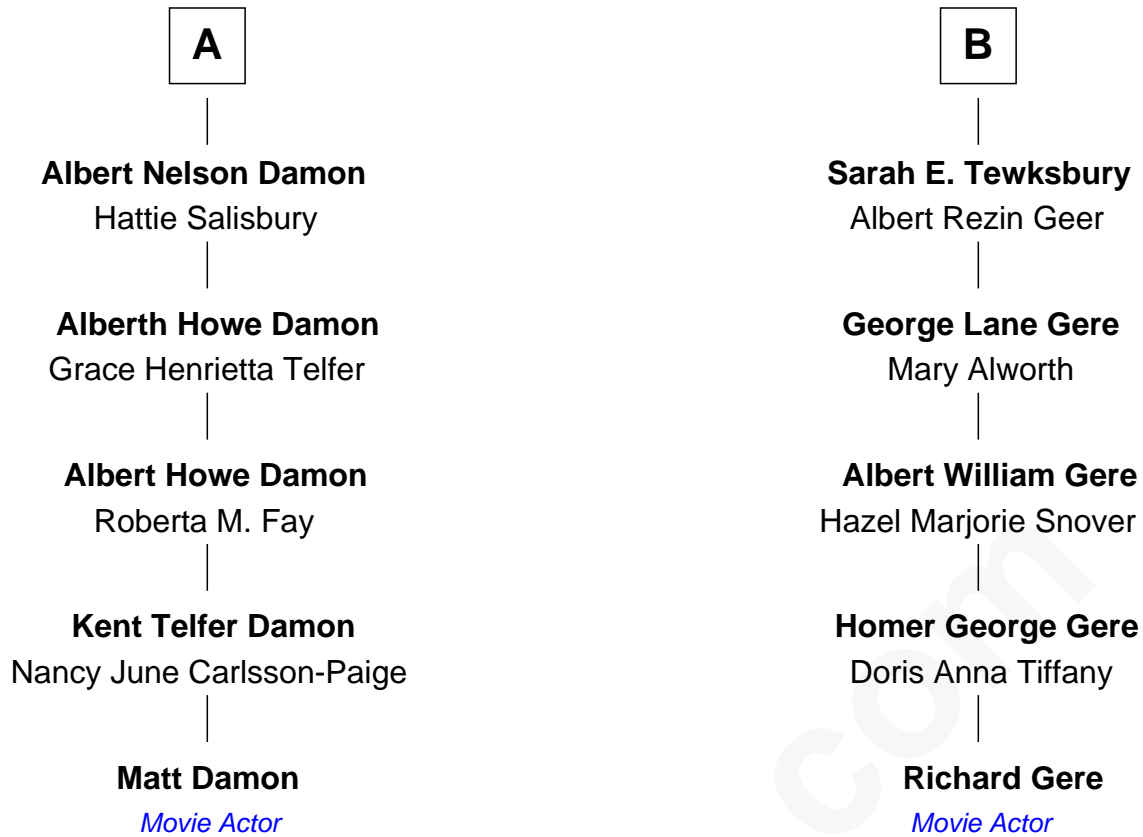 A
Albert Nelson Damon
Hattie Salisbury
Alberth Howe Damon
Grace Henrietta Telfer
Albert Howe Damon
Roberta M. Fay
Kent Telfer Damon
Nancy June Carlsson-Paige
Matt Damon
Movie Actor
B
Sarah E. Tewksbury
Albert Rezin Geer
George Lane Gere
Mary Alworth
Albert William Gere
Hazel Marjorie Snover
Homer George Gere
Doris Anna Tiffany
Richard Gere
Movie Actor
com